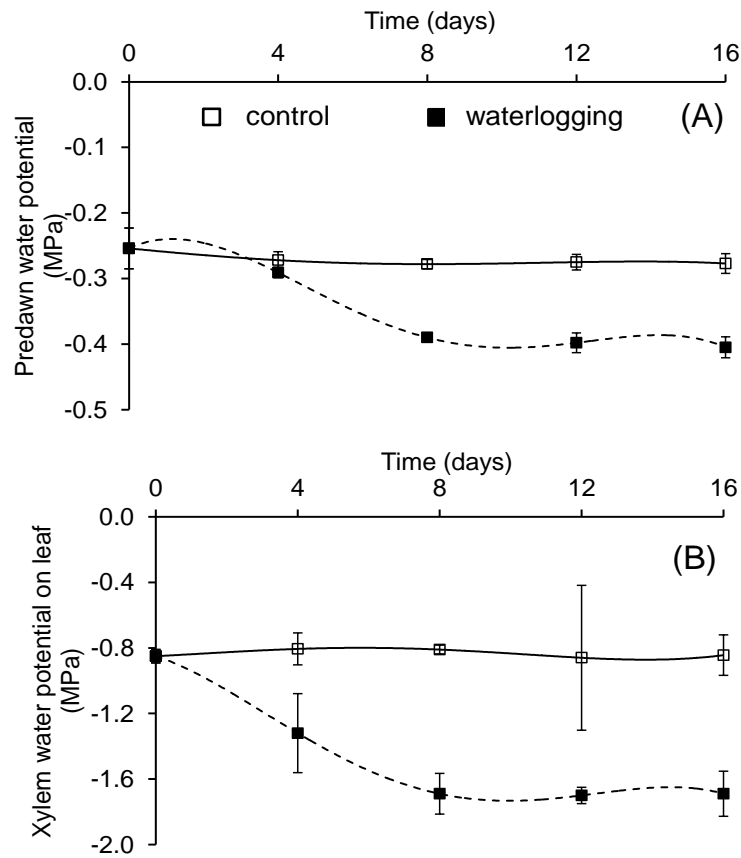 Time (days)
0 4 8 12 16
0.0
control waterlogging (A)
-0.1
-0.2
-0.3
-0.4
-0.5
Predawn water potential
(MPa)
Time (days)
0 4 8 12 16
0.0
(B)
-0.4
-0.8
-1.2
-1.6
-2.0
Xylem water potential on leaf
(MPa)